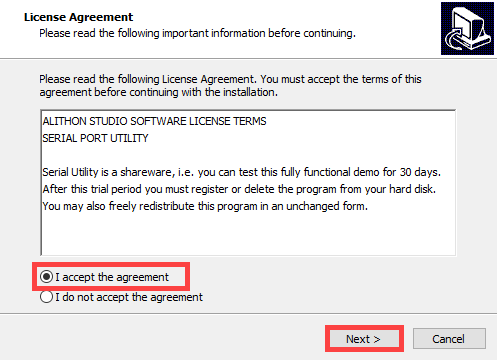 License Agreement
Please read the following important information before continuing.
Please read the following License Agreement. You must accept the terms of this
agreement before continuing with the installation.
ALITHON STUDIO SOFTWARE LICENSE TERMS
SERIAL PORT UTILITY
Serial Utility is a shareware, i.e. you can test this fully functional demo for 30 days.
After this trial period you must register or delete the program from your hard disk.
You may also freely redistribute this program in an unchanged form.
I accept the agreement
I do not accept the agreement
Next >
Cancel